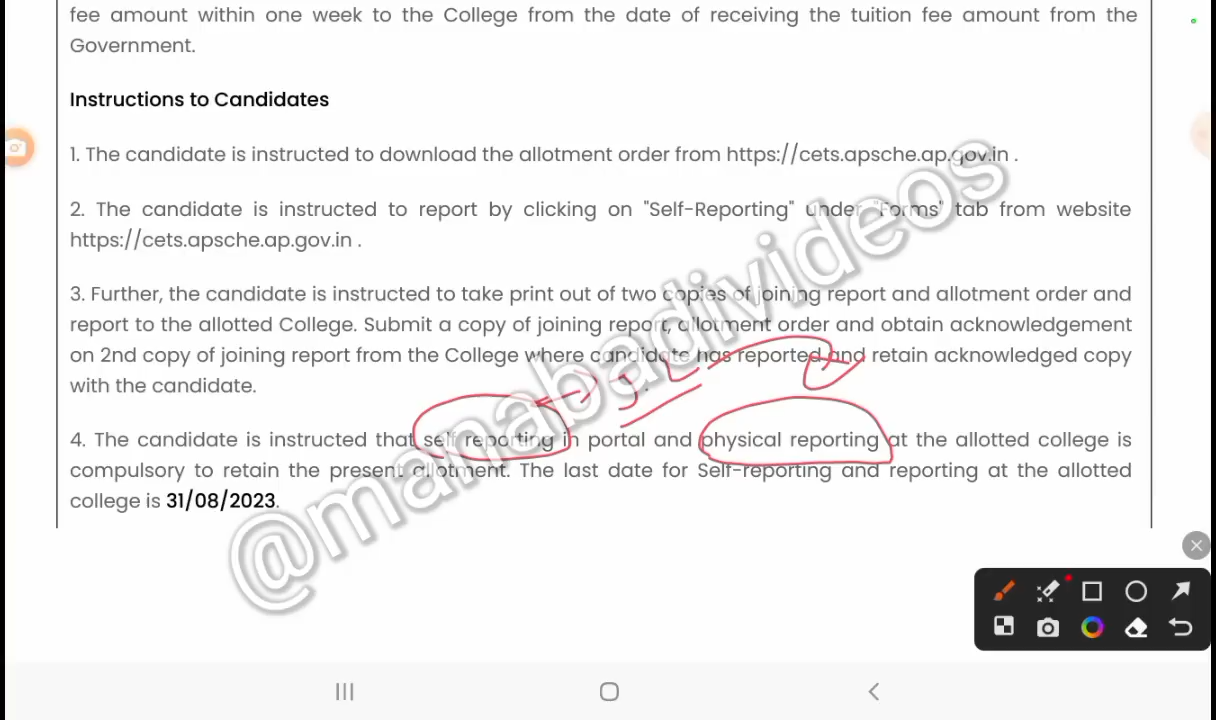 fee amount within one week to the College from the date of receiving the tuition fee amount from the
Government.
Instructions to Candidates
1. The candidate is instructed to download the allotment order from https://cets.apsche.ap.gov.in .
2. The candidate is instructed to report by clicking on "Self-Reporting" under "Forms" tab from website
https://cets.apsche.ap.gov.in .
3. Further, the candidate is instructed to take print out of two copies of joining report and allotment order and
report to the allotted College. Submit a copy of joining report, allotment order and obtain acknowledgement
on 2nd copy of joining report from the College where candidate has reported and retain acknowledged copy
with the candidate.
4. The candidate is instructed that self reporting in portal and physical reporting at the allotted college is
compulsory to retain the present allotment. The last date for Self-reporting and reporting at the allotted
college is 31/08/2023.
@manabadivideos